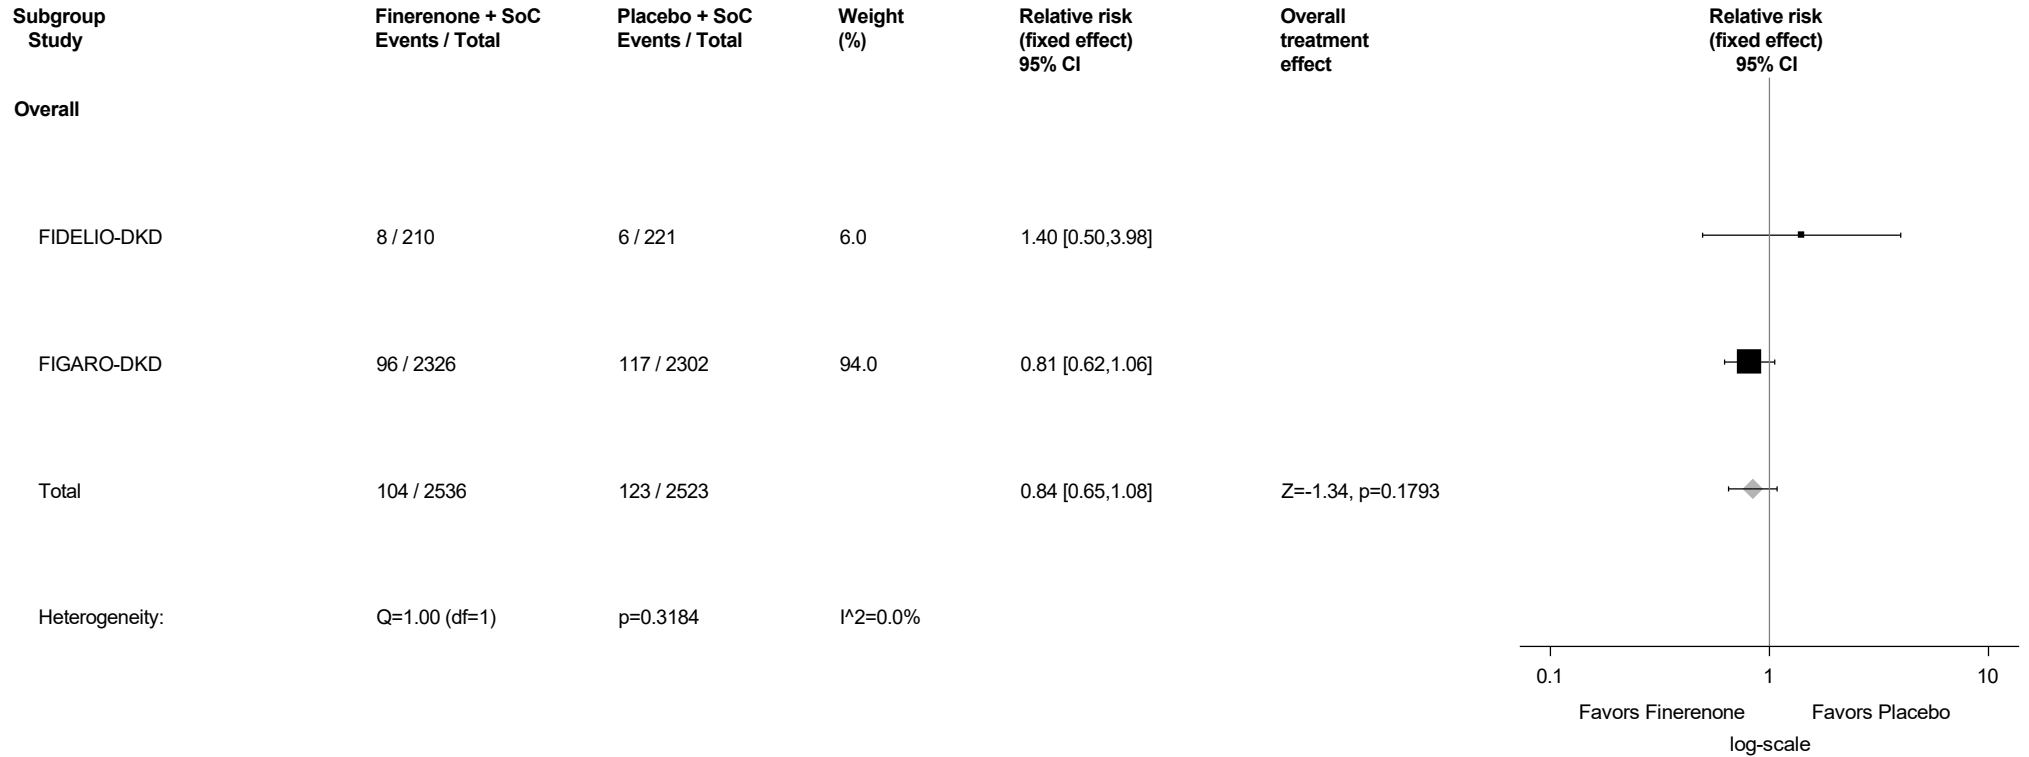 Subgroup Finerenone + SoC Placebo + SoC Weight Relative risk Overall Relative risk
Study Events / Total Events / Total (%) (fixed effect) treatment (fixed effect)
95% CI effect 95% CI
Overall
FIDELIO-DKD 8 / 210 6 / 221 6.0 1.40 [0.50,3.98]
FIGARO-DKD 96 / 2326 117 / 2302 94.0 0.81 [0.62,1.06]
Total 104 / 2536 123 / 2523 0.84 [0.65,1.08] Z=-1.34, p=0.1793
Heterogeneity: Q=1.00 (df=1) p=0.3184 I^2=0.0%
0.1 1 10
Favors Finerenone Favors Placebo
log-scale